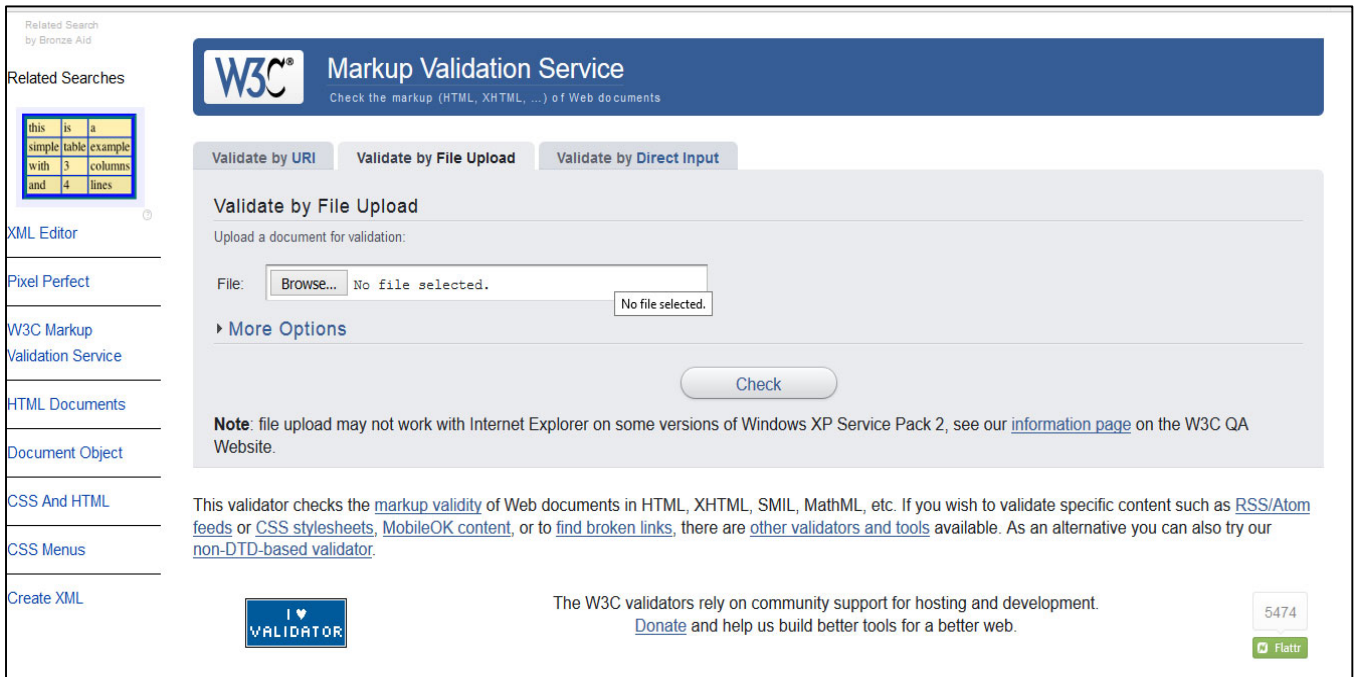 Related Search
by Bronze Aid
Related Searches
this is a
simple table example
with 3 columns
and 4 lines
XML Editor
Pixel Perfect
W3C Markup
Validation Service
HTML Documents
Document Object
CSS And HTML
CSS Menus
Create XML
W3C®
Markup Validation Service
Check the markup (HTML, XHTML, ...) of Web documents
Validate by URI Validate by File Upload Validate by Direct Input
Validate by File Upload
Upload a document for validation:
File: Browse... No file selected.
No file selected.
More Options
Check
Note: file upload may not work with Internet Explorer on some versions of Windows XP Service Pack 2, see our information page on the W3C QA
Website.
This validator checks the markup validity of Web documents in HTML, XHTML, SMIL, MathML, etc. If you wish to validate specific content such as RSS/Atom
feeds or CSS stylesheets, MobileOK content, or to find broken links, there are other validators and tools available. As an alternative you can also try our
non-DTD-based validator.
I ♥
VALIDATOR
The W3C validators rely on community support for hosting and development.
Donate and help us build better tools for a better web.
5474
Flattr